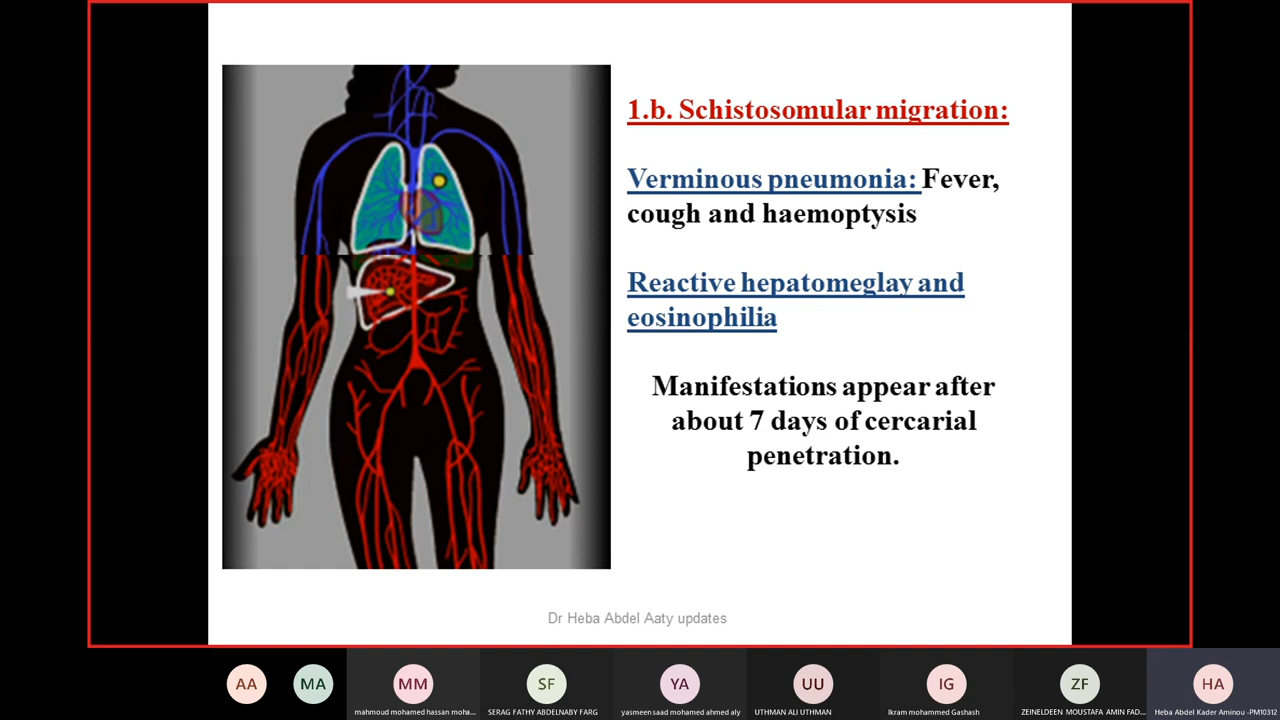 1.b. Schistosomular migration:
Verminous pneumonia: Fever,
cough and haemoptysis
Reactive hepatomeglay and
eosinophilia
Manifestations appear after
about 7 days of cercarial
penetration.
Dr Heba Abdel Aaty updates
AA
MA
MM
SF
YA
UU
IG
ZF
HA
mahmoud mohamed hassan moha...
SERAG FATHY ABDELNABY FARG
yasmeen saad mohamed ahmed aly
UTHMAN ALI UTHMAN
Ikram mohammed Gashash
ZEINELDEEN MOUSTAFA AMIN FAD...
Heba Abdel Kader Aminou -PM10312